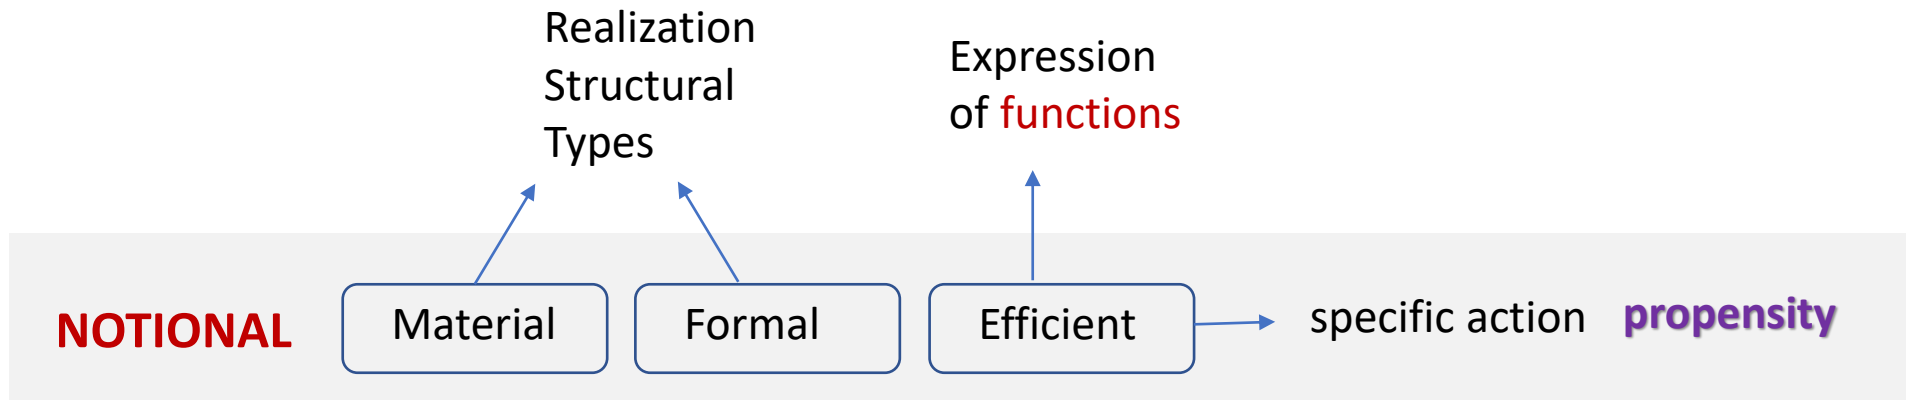 Realization
Structural
Types
Expression
of functions
NOTIONAL
Material
Formal
Efficient
specific action propensity